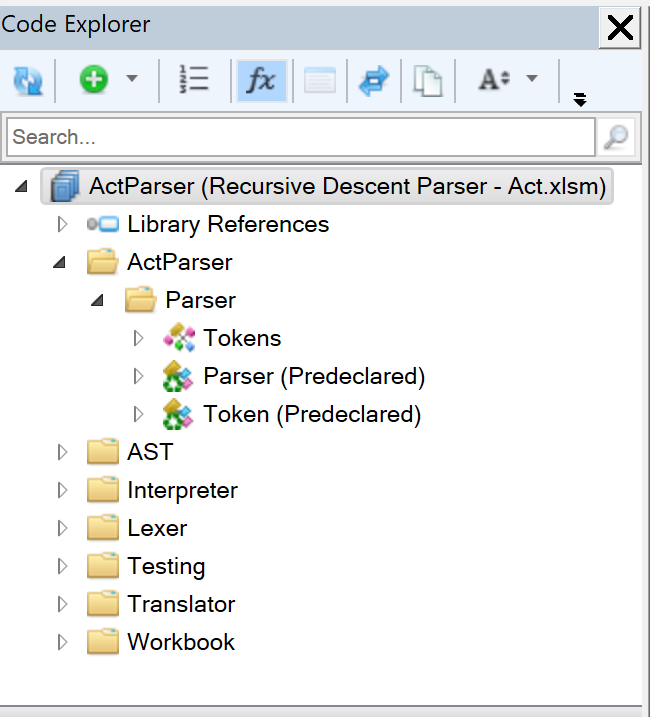 Code Explorer
fx
A
Search...
ActParser (Recursive Descent Parser - Act.xlsm)
Library References
ActParser
Parser
Tokens
Parser (Predeclared)
Token (Predeclared)
AST
Interpreter
Lexer
Testing
Translator
Workbook